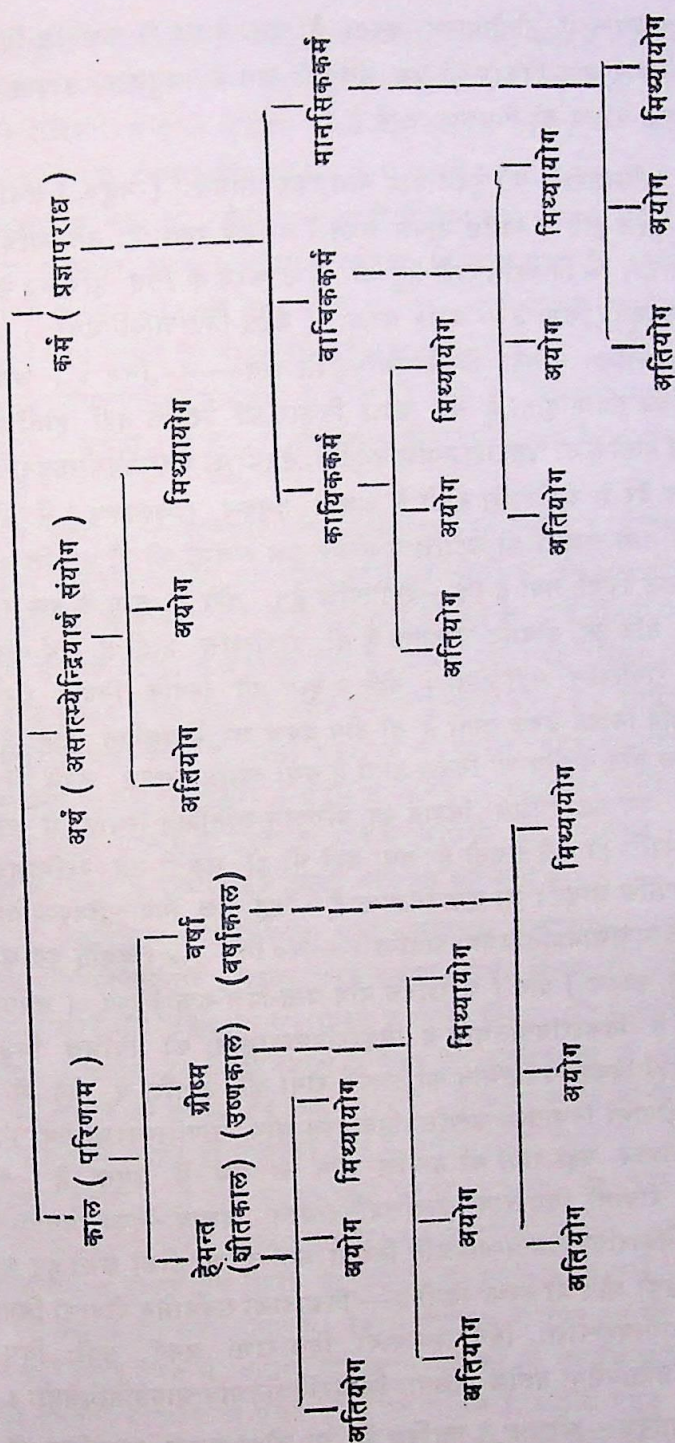 काल ( परिणाम )
अर्थ ( असात्म्येन्द्रियार्थ संयोग )
कर्म ( प्रज्ञापराध )
हेमन्त
(शीतकाल)
ग्रीष्म
(उष्णकाल)
वर्षा
(वर्षाकाल)
अतियोग
अयोग
मिथ्यायोग
अतियोग
अयोग
मिथ्यायोग
अतियोग
अयोग
मिथ्यायोग
अतियोग
अयोग
मिथ्यायोग
कायिककर्म
वाचिककर्म
मानसिककर्म
अतियोग
अयोग
मिथ्यायोग
अतियोग
अयोग
मिथ्यायोग
अतियोग
अयोग
मिथ्यायोग